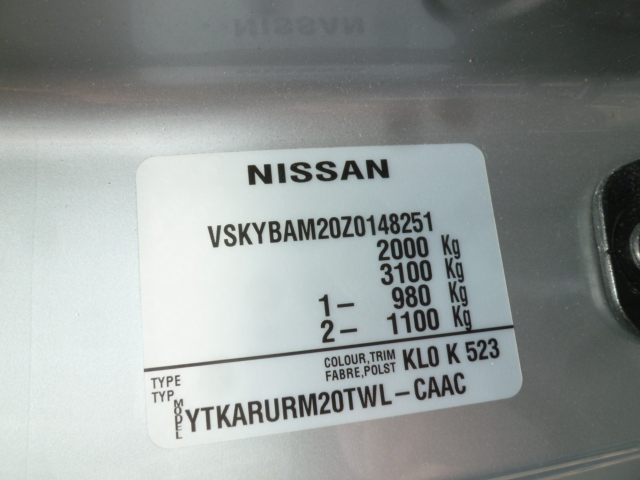 NISSAN
VSKYBAM20Z0148251
2000 Kg
3100 Kg
1- 980 Kg
2- 1100 Kg
COLOUR,TRIM KL0 K 523
FABRE,POLST
TYPE
TYP
MODEL YTKARURM20TWL-CAAC